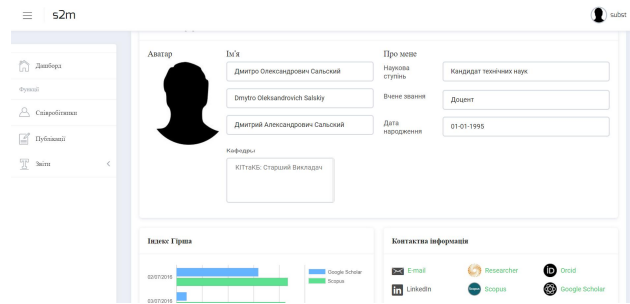 s2m
subst
Дашборд
Функції
Співробітники
Публікації
Звіти
Аватар
Ім'я
Дмитро Олександрович Сальский
Dmytro Oleksandrovich Salskiy
Дмитрий Александрович Сальский
Кафедры
КІТтаКБ: Старший Викладач
Про мене
Наукова ступінь
Кандидат технічних наук
Вчене звання
Доцент
Дата народження
01-01-1995
Індекс Гірша
02/07/2018
03/07/2018
Google Scholar
Scopus
Контактна інформація
E-mail
Researcher
Orcid
LinkedIn
Scopus
Google Scholar